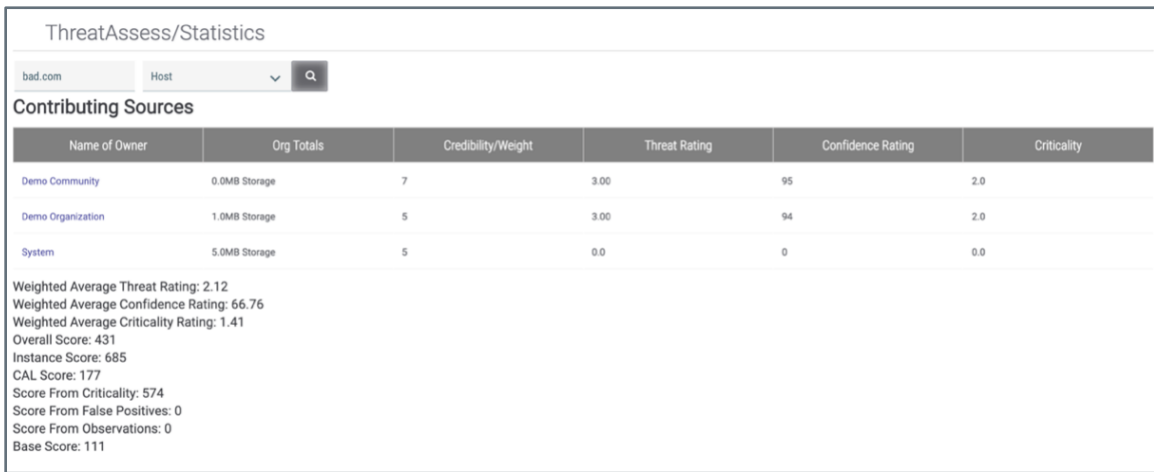 ThreatAssess/Statistics
bad.com Host
Contributing Sources
Name of Owner Org Totals Credibility/Weight Threat Rating Confidence Rating Criticality
Demo Community 0.0MB Storage 7 3.00 95 2.0
Demo Organization 1.0MB Storage 5 3.00 94 2.0
System 5.0MB Storage 5 0.0 0 0.0
Weighted Average Threat Rating: 2.12
Weighted Average Confidence Rating: 66.76
Weighted Average Criticality Rating: 1.41
Overall Score: 431
Instance Score: 685
CAL Score: 177
Score From Criticality: 574
Score From False Positives: 0
Score From Observations: 0
Base Score: 111